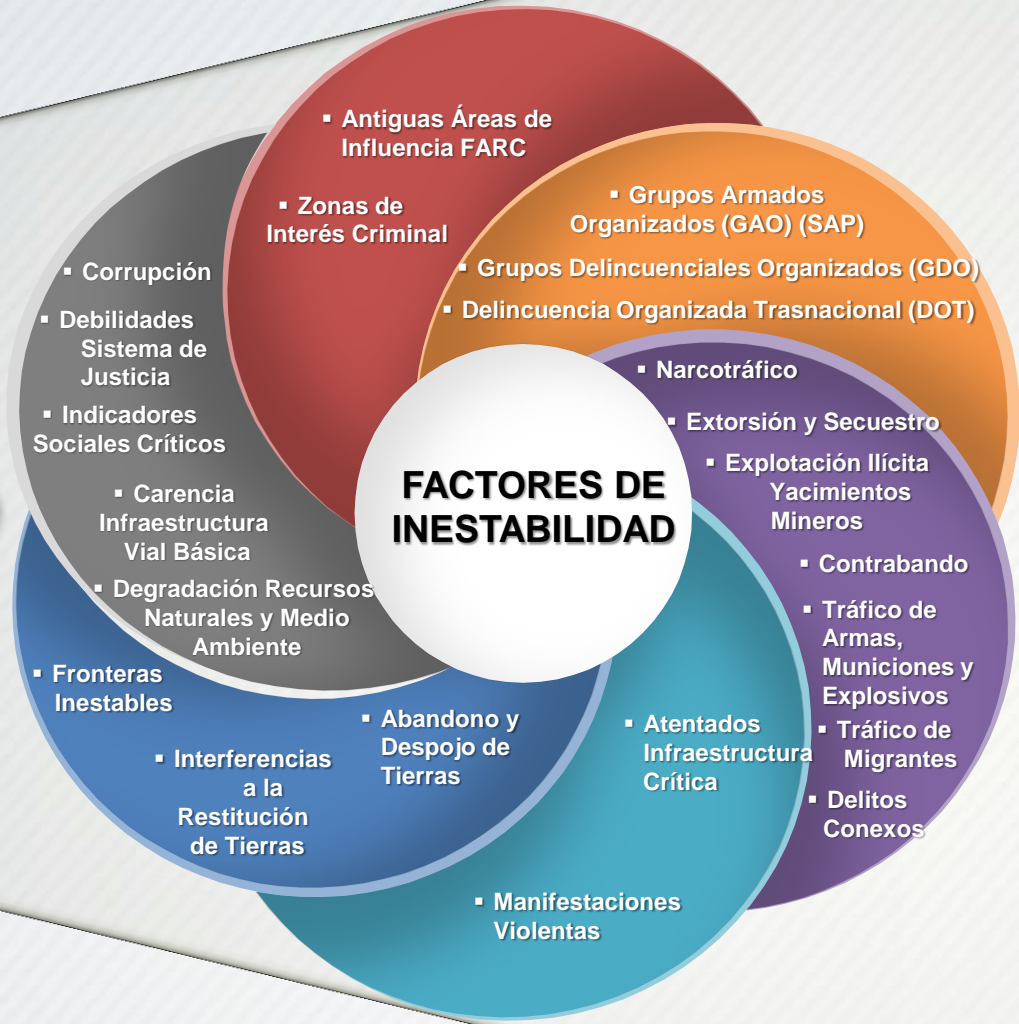 ▪ Antiguas Áreas de
Influencia FARC
▪ Zonas de
Interés Criminal
▪ Grupos Armados
Organizados (GAO) (SAP)
▪ Grupos Delincuenciales Organizados (GDO)
▪ Delincuencia Organizada Trasnacional (DOT)
▪ Narcotráfico
▪ Extorsión y Secuestro
▪ Explotación Ilícita
Yacimientos
Mineros
▪ Contrabando
▪ Tráfico de
Armas,
Municiones y
Explosivos
▪ Tráfico de
Migrantes
▪ Delitos
Conexos
▪ Atentados
Infraestructura
Crítica
▪ Manifestaciones
Violentas
▪ Abandono y
Despojo de
Tierras
▪ Interferencias
a la
Restitución
de Tierras
▪ Fronteras
Inestables
▪ Corrupción
▪ Debilidades
Sistema de
Justicia
▪ Indicadores
Sociales Críticos
▪ Carencia
Infraestructura
Vial Básica
▪ Degradación Recursos
Naturales y Medio
Ambiente
FACTORES DE
INESTABILIDAD